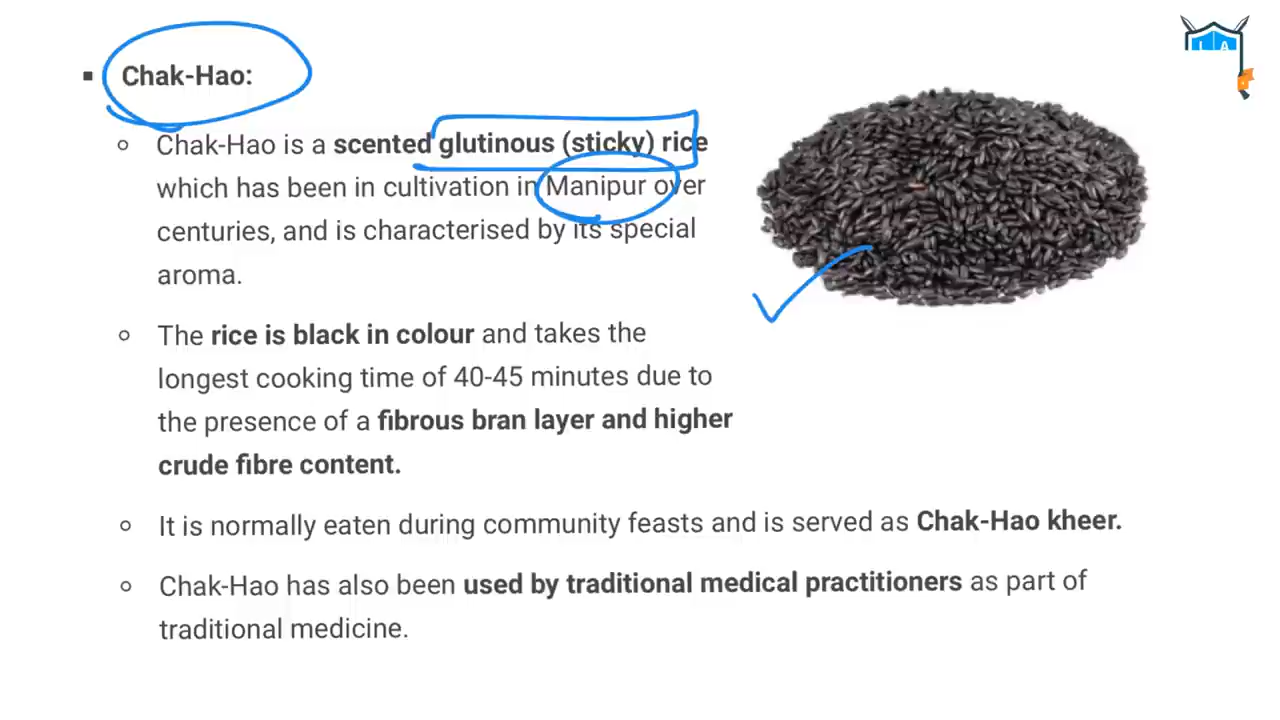 Chak-Hao:
Chak-Hao is a scented glutinous (sticky) rice
which has been in cultivation in Manipur over
centuries, and is characterised by its special
aroma.
The rice is black in colour and takes the
longest cooking time of 40-45 minutes due to
the presence of a fibrous bran layer and higher
crude fibre content.
It is normally eaten during community feasts and is served as Chak-Hao kheer.
Chak-Hao has also been used by traditional medical practitioners as part of
traditional medicine.
L A